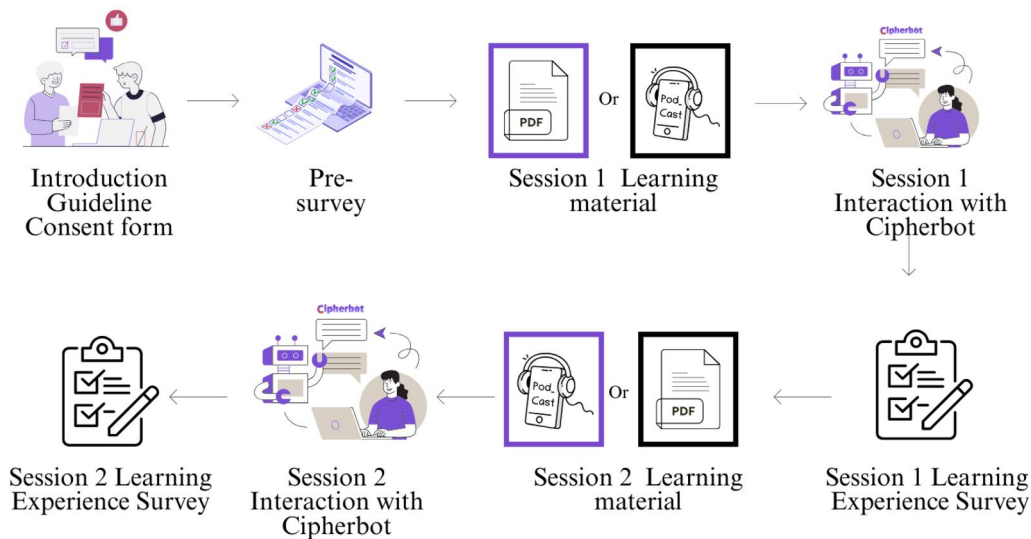 Cipherbot
PDF
Or
Pod_
Cast
Introduction
Guideline
Consent form
Pre-
survey
Session 1 Learning
material
Session 1
Interaction with
Cipherbot
Cipherbot
Pod_
Cast
Or
PDF
Session 2 Learning
Experience Survey
Session 2
Interaction with
Cipherbot
Session 2 Learning
material
Session 1 Learning
Experience Survey